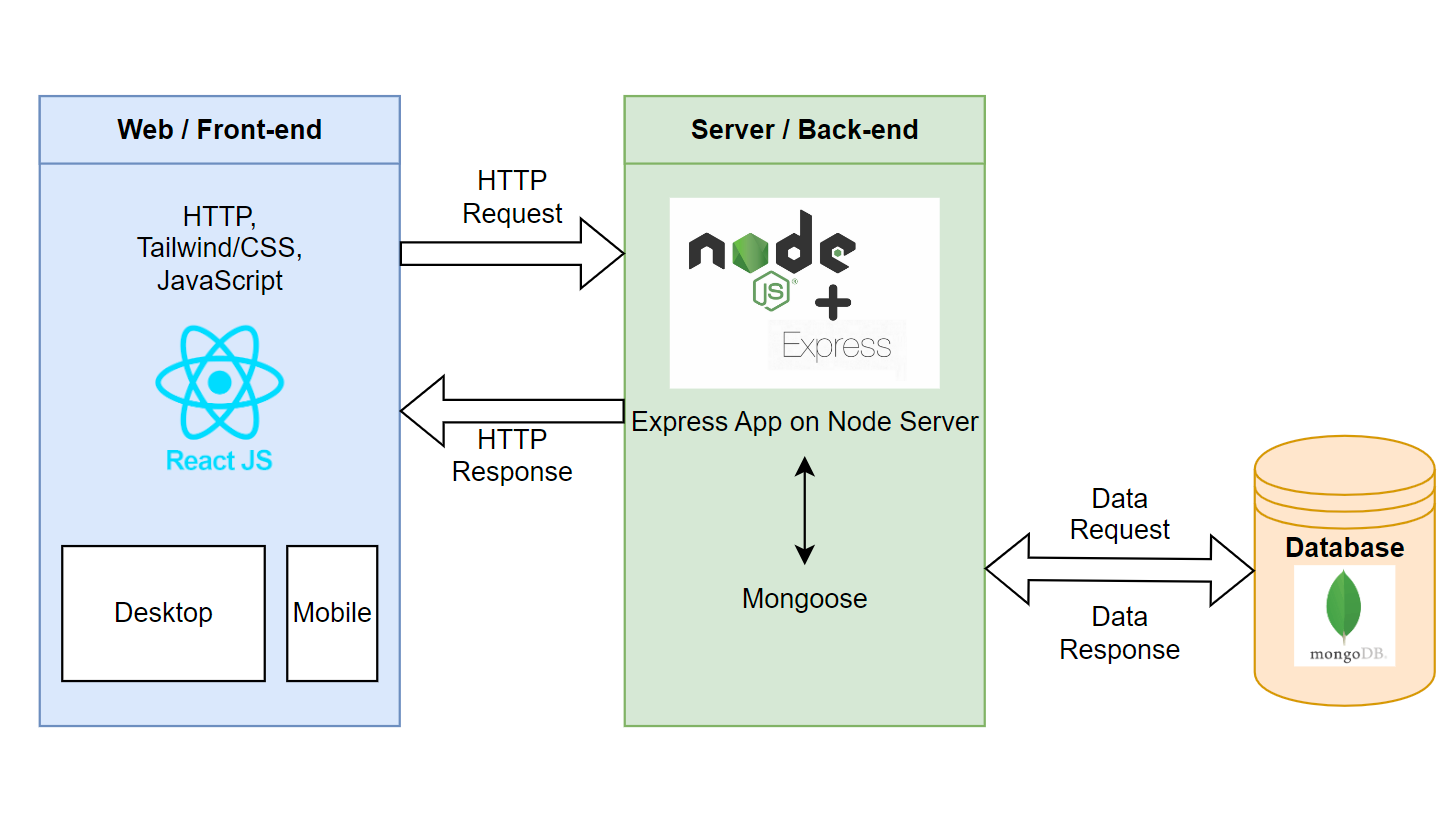 Web / Front-end
HTTP,
Tailwind/CSS,
JavaScript
React JS
Desktop
Mobile
HTTP
Request
HTTP
Response
Server / Back-end
node
JS
+
Express
Express App on Node Server
Mongoose
Data
Request
Data
Response
Database
mongoDB.